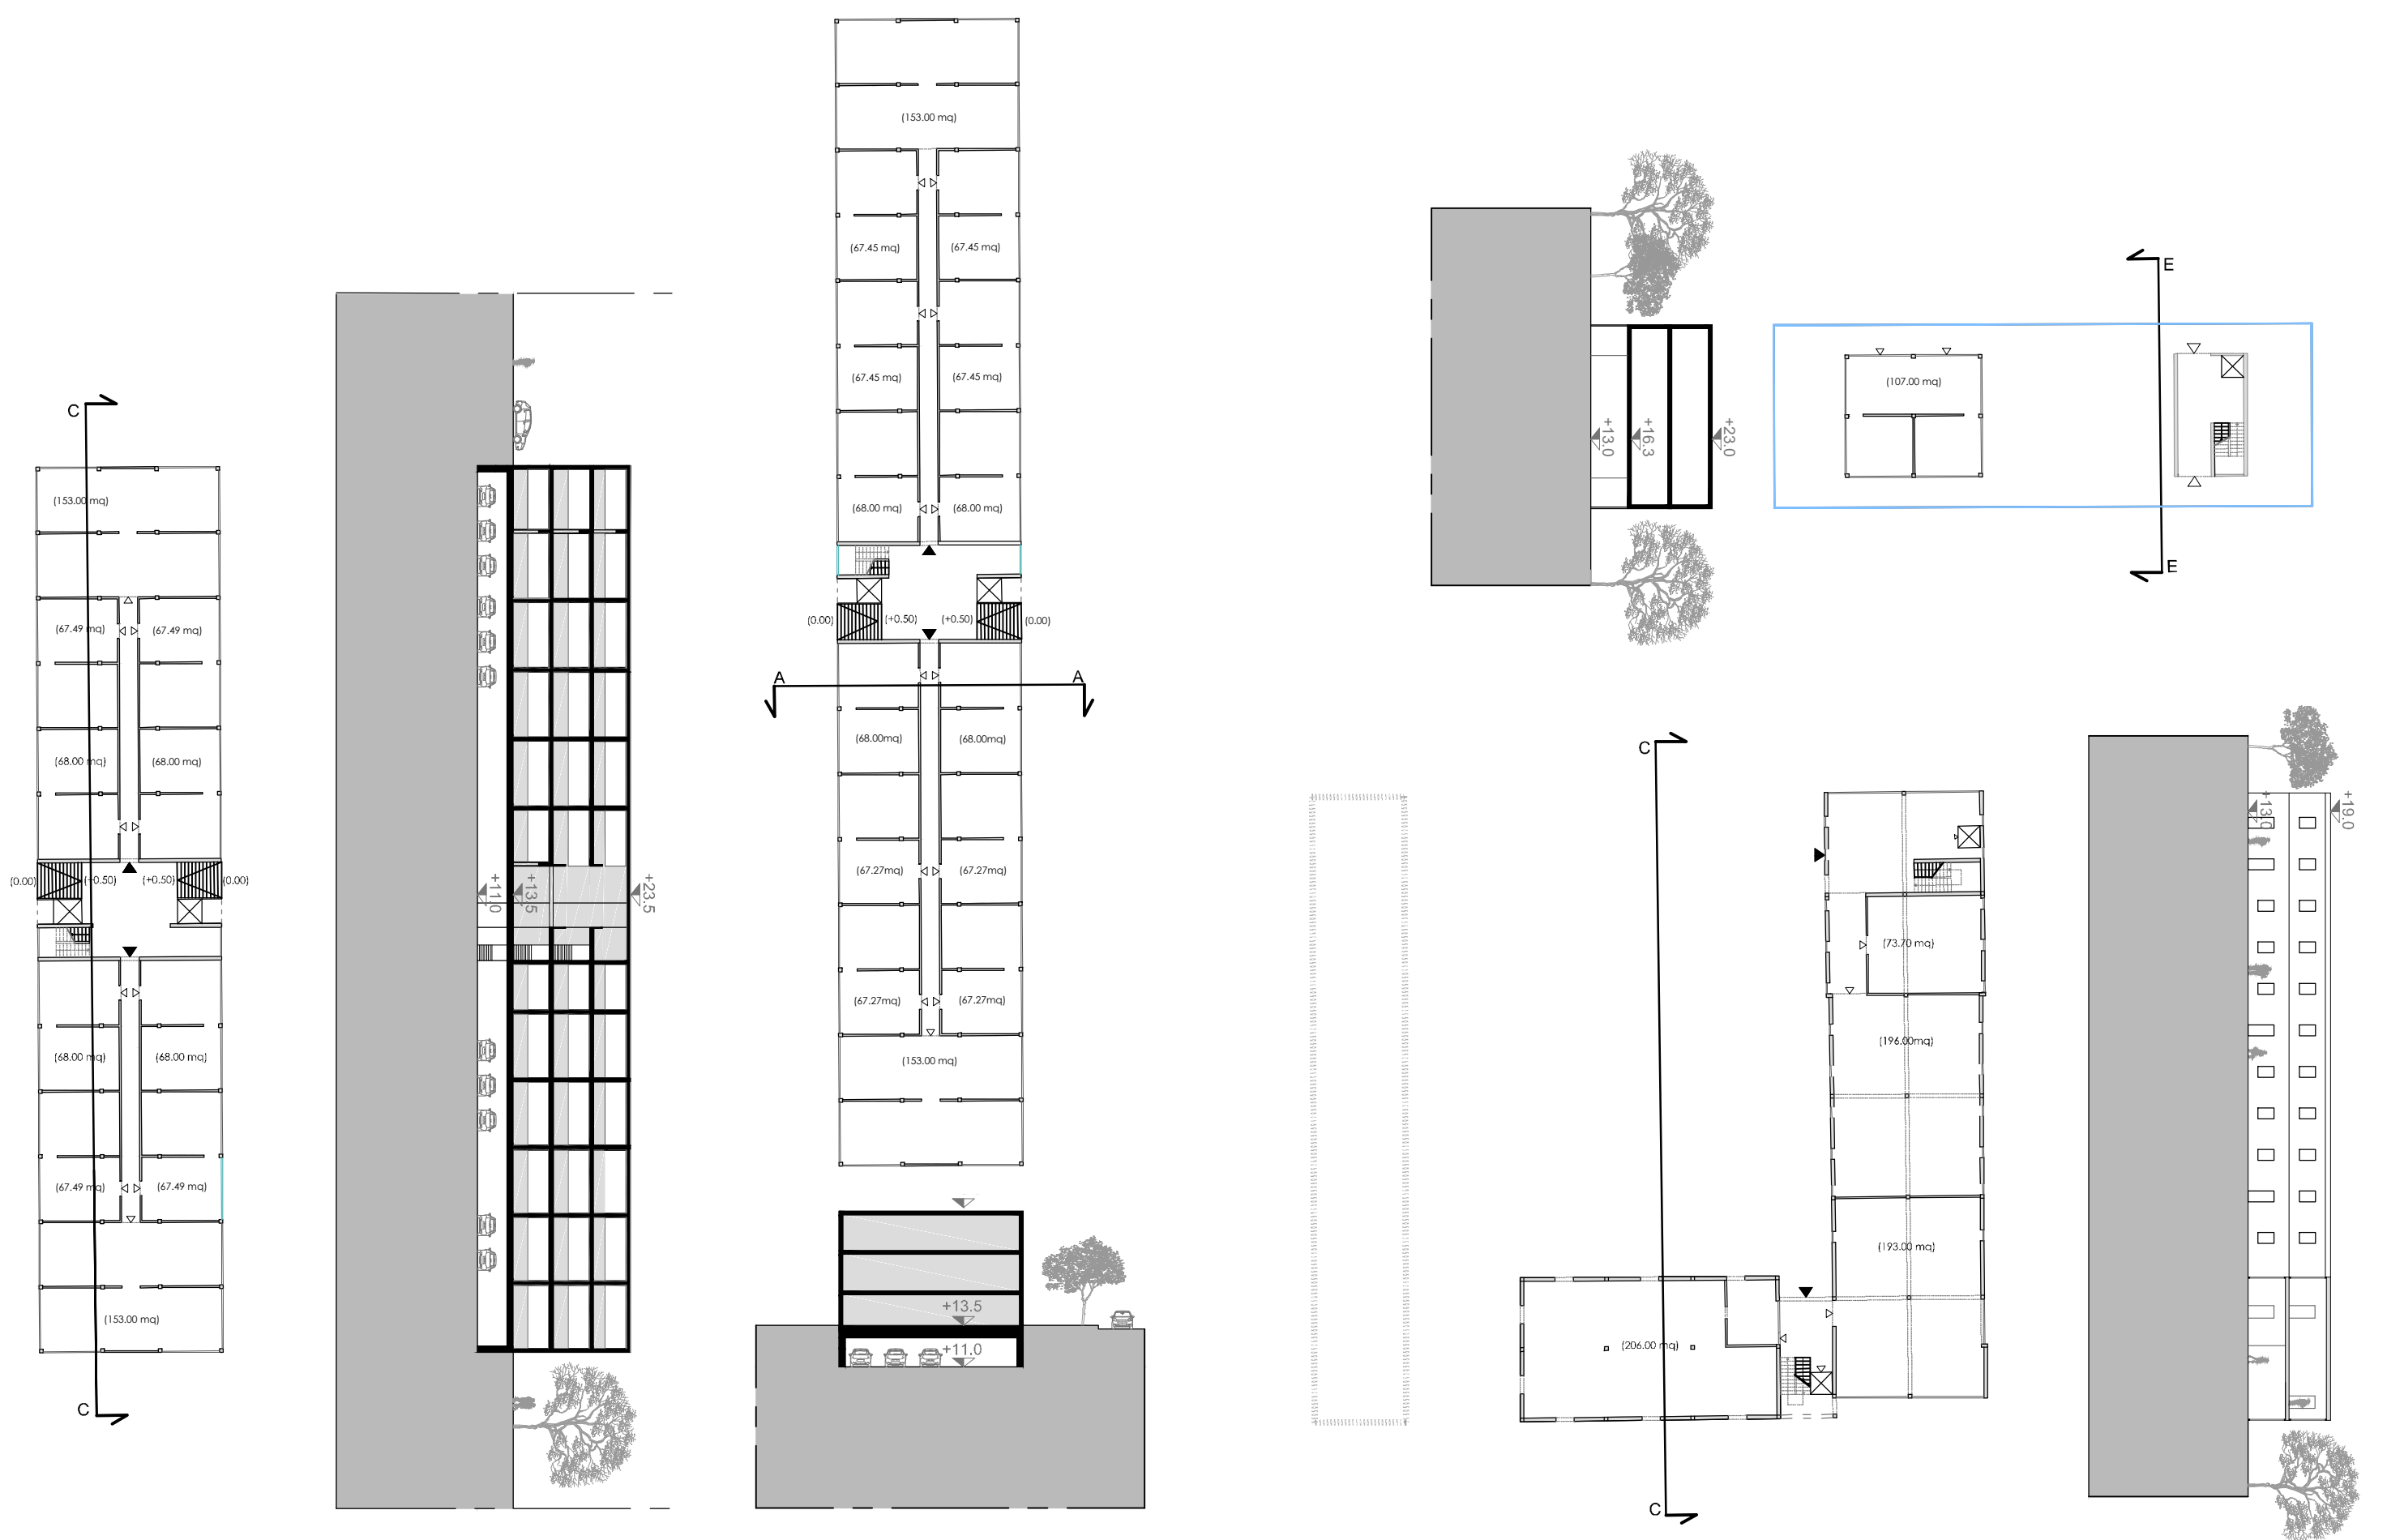 C
(153.00 mq)
(67.49 mq)
(67.49 mq)
(68.00 mq)
(68.00 mq)
(0.00)
(+0.50)
(+0.50)
(0.00)
(68.00 mq)
(68.00 mq)
(67.49 mq)
(67.49 mq)
(153.00 mq)
C
+11.0
+13.5
+23.5
(153.00 mq)
(67.45 mq)
(67.45 mq)
(67.45 mq)
(67.45 mq)
(68.00 mq)
(68.00 mq)
(0.00)
(+0.50)
(+0.50)
(0.00)
A
A
(68.00mq)
(68.00mq)
(67.27mq)
(67.27mq)
(67.27mq)
(67.27mq)
(153.00 mq)
+13.5
+11.0
+13.0
+16.3
+23.0
E
(107.00 mq)
E
C
(73.70 mq)
(196.00mq)
(193.00 mq)
(206.00 mq)
C
+13.0
+19.0